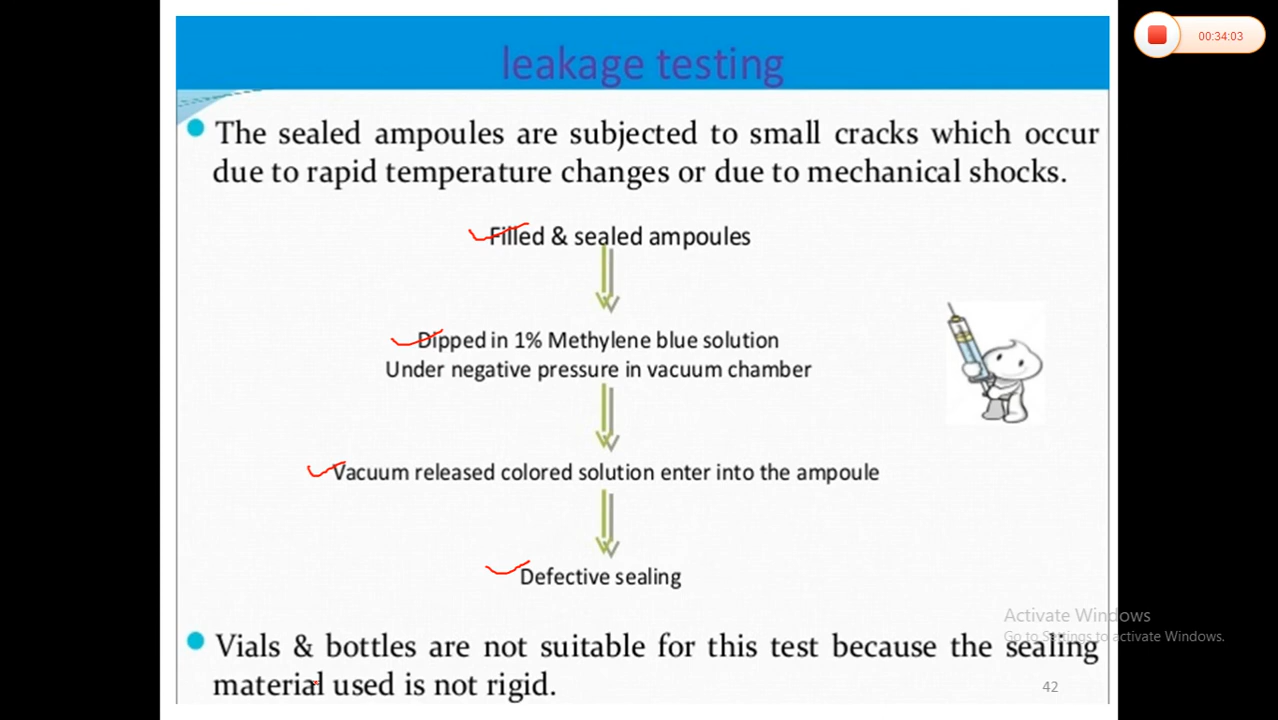 leakage testing
00:34:03
The sealed ampoules are subjected to small cracks which occur
due to rapid temperature changes or due to mechanical shocks.
Filled & sealed ampoules
Dipped in 1% Methylene blue solution
Under negative pressure in vacuum chamber
Vacuum released colored solution enter into the ampoule
Defective sealing
Activate Windows
Go to Settings to activate Windows.
Vials & bottles are not suitable for this test because the sealing
material used is not rigid.
42